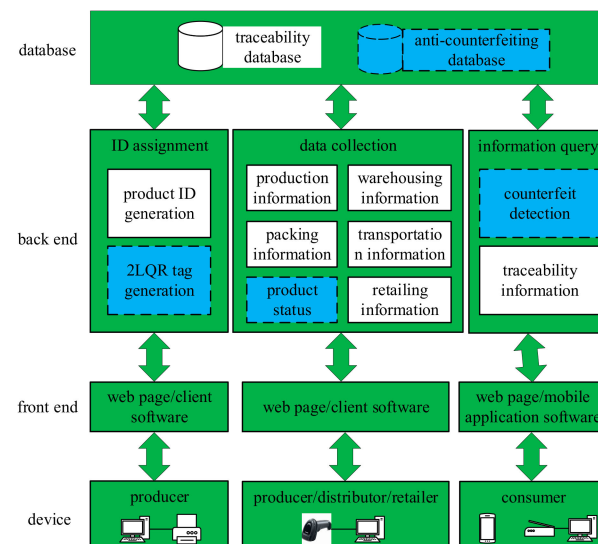 database
traceability
database
anti-counterfeiting
database
back end
ID assignment
product ID
generation
2LQR tag
generation
data collection
production
information
warehousing
information
packing
information
transportatio
n information
product
status
retailing
information
information query
counterfeit
detection
traceability
information
front end
web page/client
software
web page/client software
web page/mobile
application software
device
producer
producer/distributor/retailer
consumer